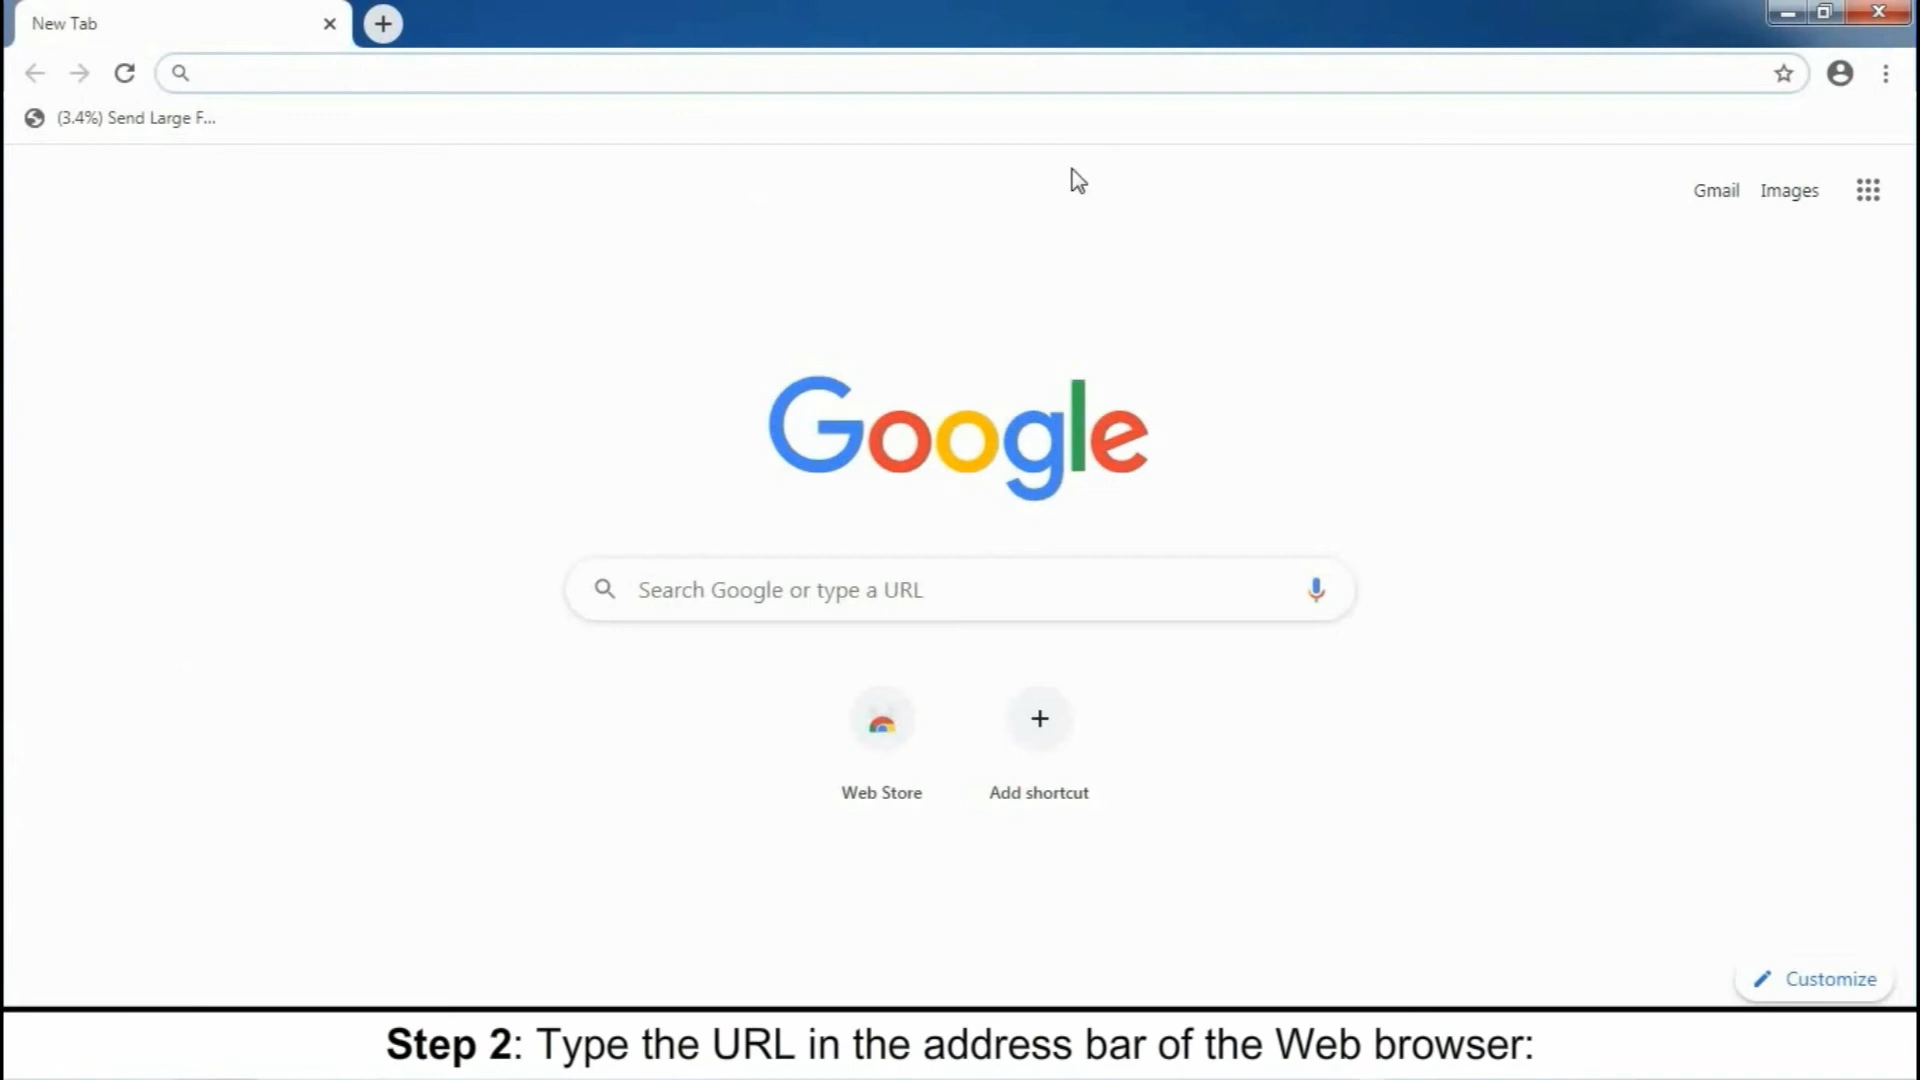 New Tab
(3.4%) Send Large F...
Gmail Images
Google
Search Google or type a URL
Web Store
Add shortcut
Customize
Step 2: Type the URL in the address bar of the Web browser: